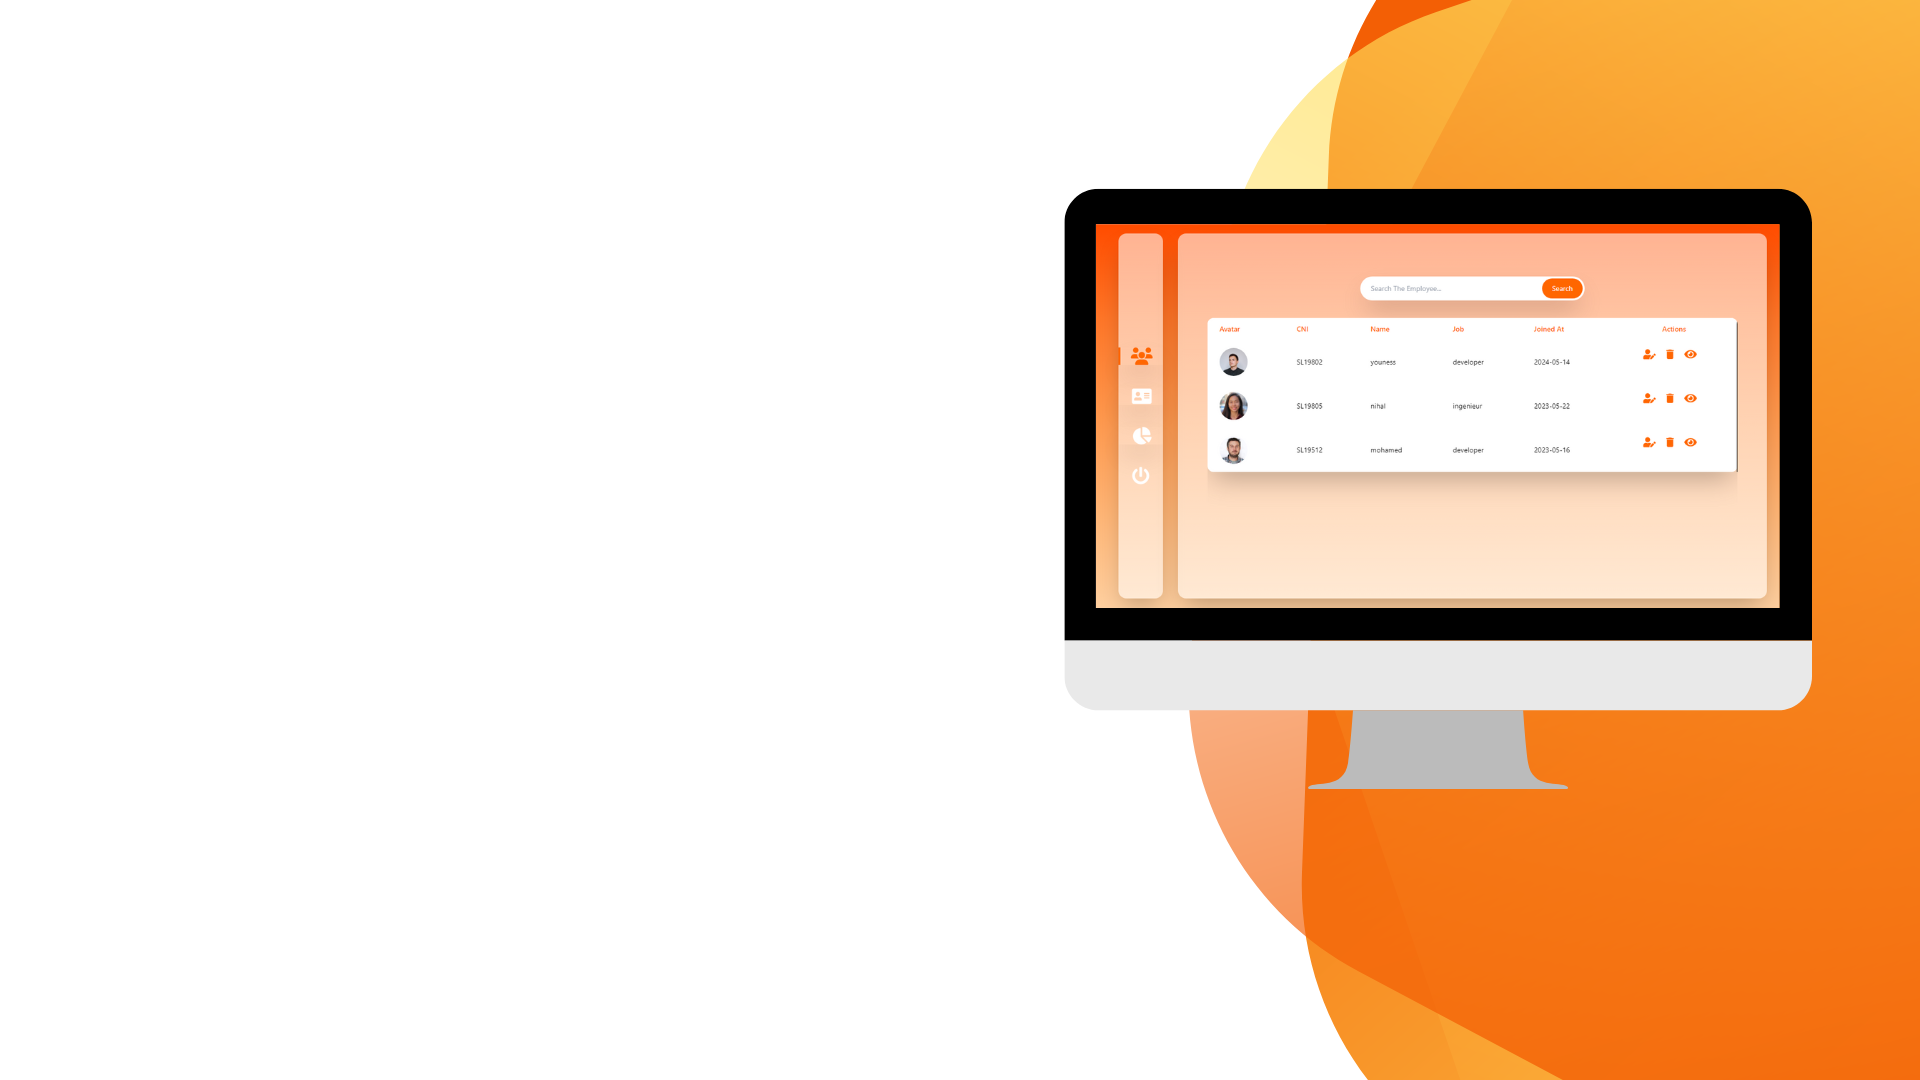 Search The Employee...
Search
Avatar CNI Name Job Joined At Actions
SL19802 youness developer 2024-05-14
SL19805 nihal ingenieur 2023-05-22
SL19512 mohamed developer 2023-05-16